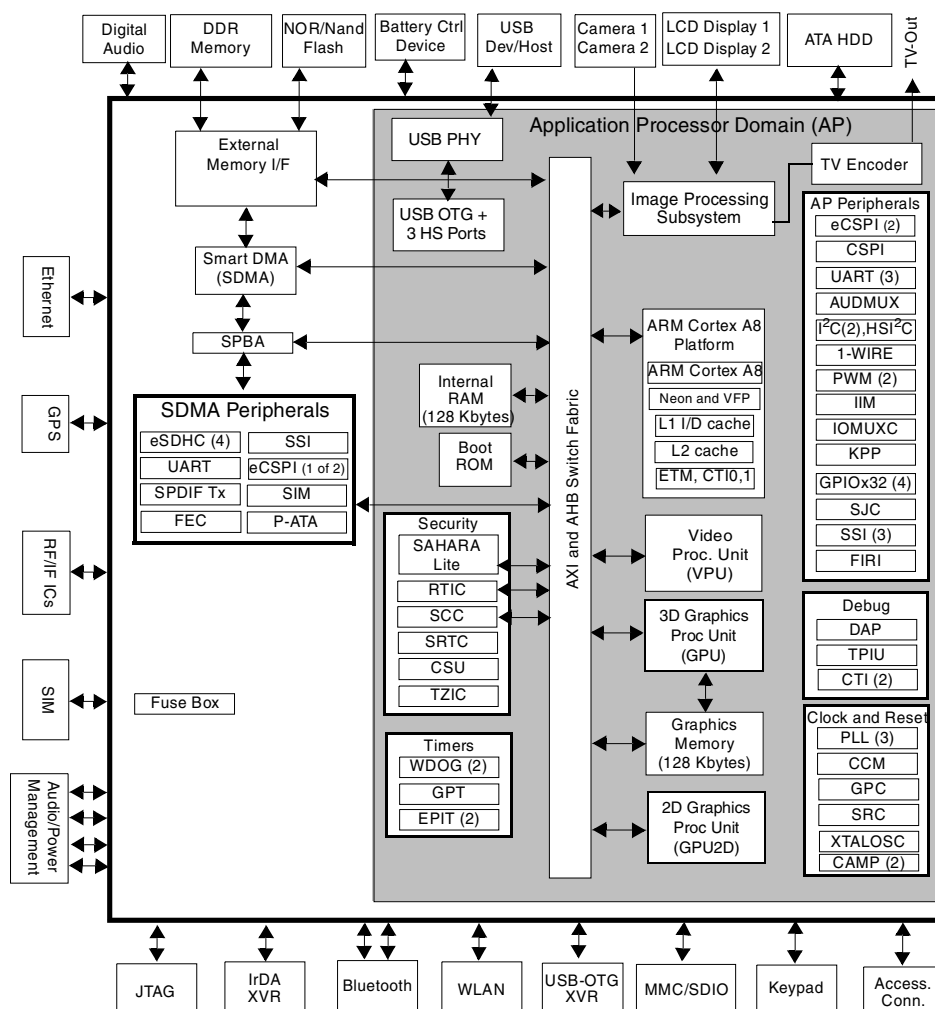 Digital
Audio
DDR
Memory
NOR/Nand
Flash
Battery Ctrl
Device
USB
Dev/Host
Camera 1
Camera 2
LCD Display 1
LCD Display 2
ATA HDD
TV-Out
Application Processor Domain (AP)
External
Memory I/F
USB PHY
USB OTG +
3 HS Ports
TV Encoder
Image Processing
Subsystem
Smart DMA
(SDMA)
SPBA
SDMA Peripherals
eSDHC (4)
SSI
UART
eCSPI (1 of 2)
SPDIF Tx
SIM
FEC
P-ATA
Fuse Box
Internal
RAM
(128 Kbytes)
Boot
ROM
Security
SAHARA
Lite
RTIC
SCC
SRTC
CSU
TZIC
Timers
WDOG (2)
GPT
EPIT (2)
AXI and AHB Switch Fabric
ARM Cortex A8
Platform
ARM Cortex A8
Neon and VFP
L1 I/D cache
L2 cache
ETM, CTI0,1
Video
Proc. Unit
(VPU)
3D Graphics
Proc Unit
(GPU)
Graphics
Memory
(128 Kbytes)
2D Graphics
Proc Unit
(GPU2D)
AP Peripherals
eCSPI (2)
CSPI
UART (3)
AUDMUX
I²C(2),HSI²C
1-WIRE
PWM (2)
IIM
IOMUXC
KPP
GPIOx32 (4)
SJC
SSI (3)
FIRI
Debug
DAP
TPIU
CTI (2)
Clock and Reset
PLL (3)
CCM
GPC
SRC
XTALOSC
CAMP (2)
Ethernet
GPS
RF/IF ICs
SIM
Audio/Power
Management
JTAG
IrDA
XVR
Bluetooth
WLAN
USB-OTG
XVR
MMC/SDIO
Keypad
Access.
Conn.